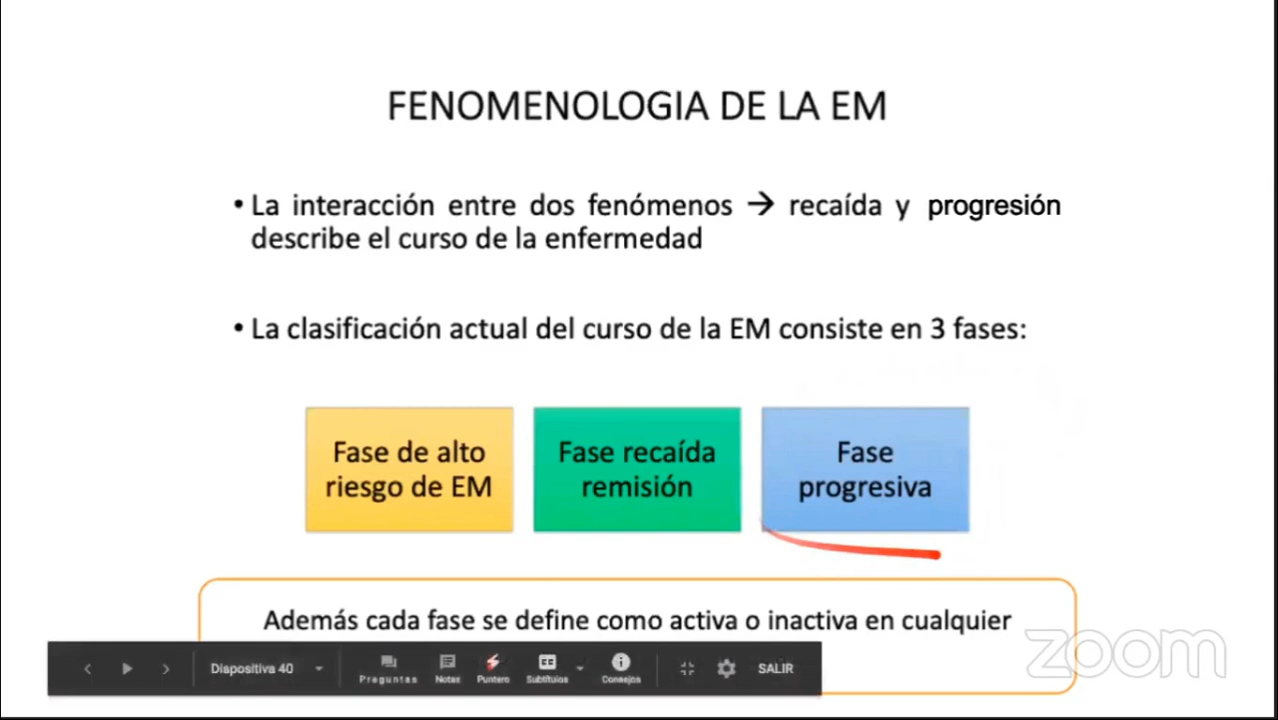 FENOMENOLOGIA DE LA EM
• La interacción entre dos fenómenos → recaída y progresión
describe el curso de la enfermedad
• La clasificación actual del curso de la EM consiste en 3 fases:
Fase de alto
riesgo de EM
Fase recaída
remisión
Fase
progresiva
Además cada fase se define como activa o inactiva en cualquier
Diapositiva 40
Preguntas
Notas
Puntero
Subtítulos
Consejos
SALIR
zoom